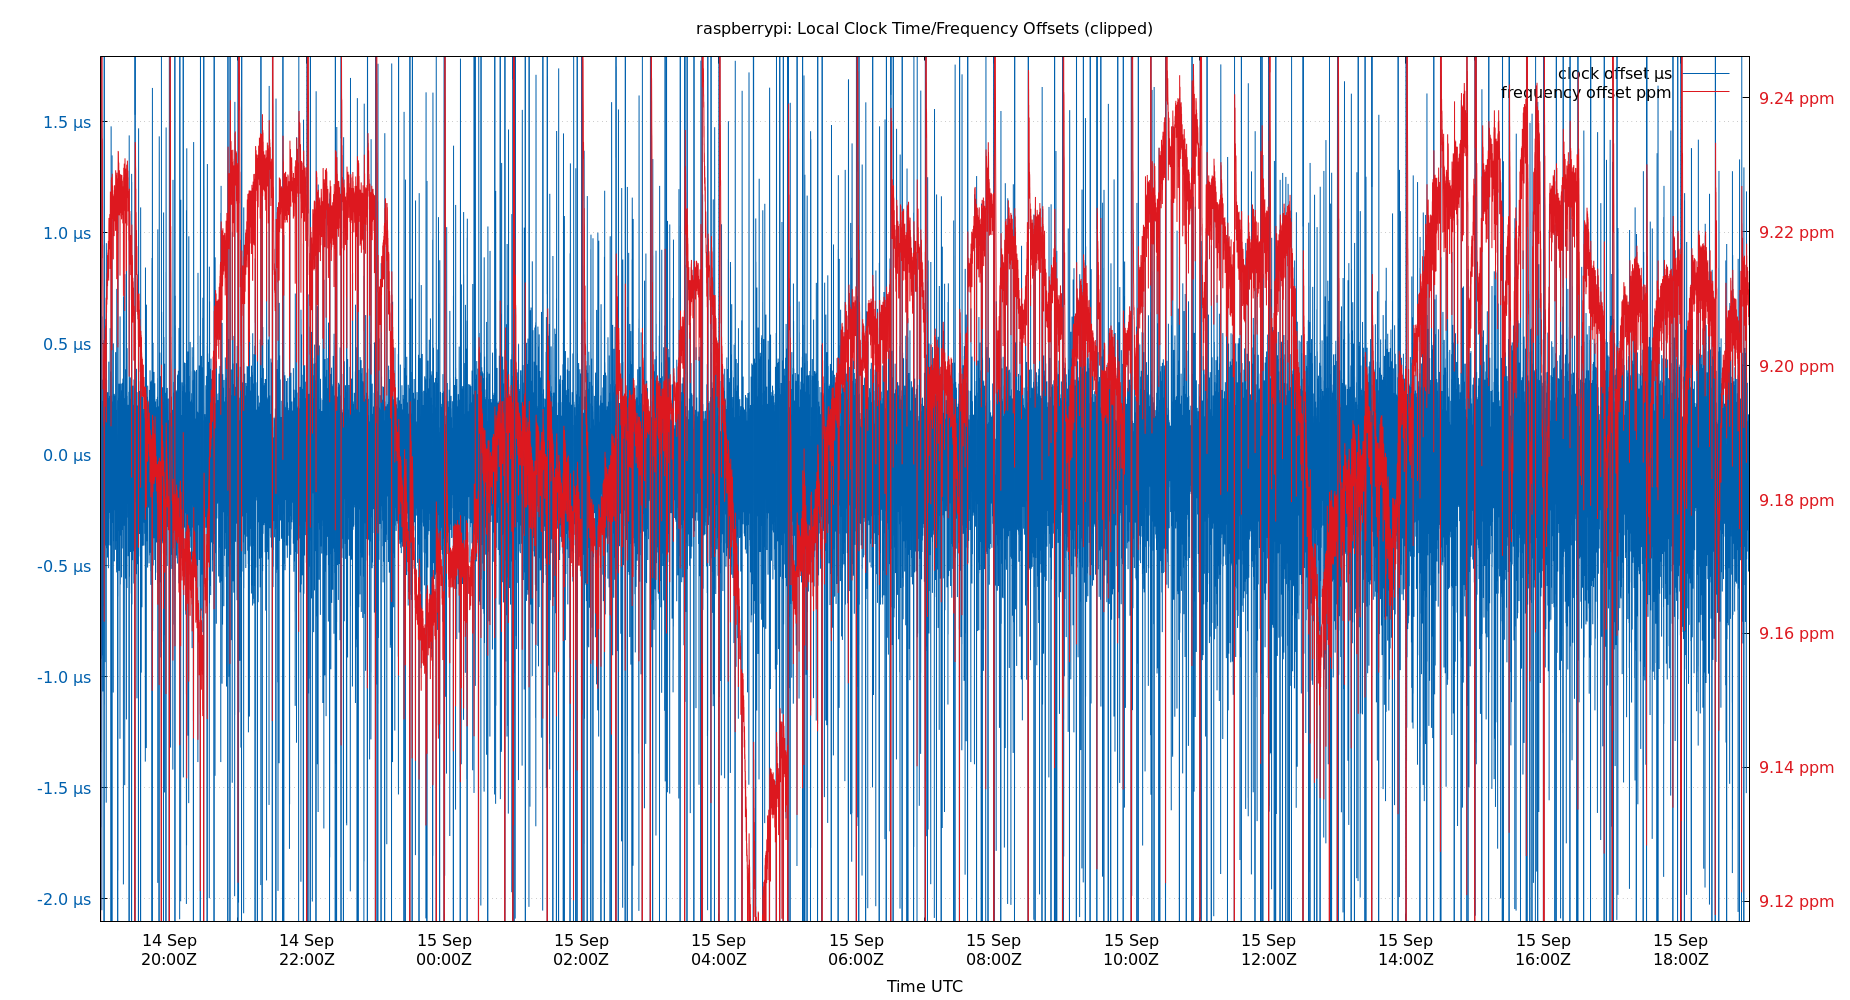 raspberrypi: Local Clock Time/Frequency Offsets (clipped)
clock offset µs
frequency offset ppm
1.5 µs
1.0 µs
0.5 µs
0.0 µs
-0.5 µs
-1.0 µs
-1.5 µs
-2.0 µs
9.24 ppm
9.22 ppm
9.20 ppm
9.18 ppm
9.16 ppm
9.14 ppm
9.12 ppm
14 Sep 14 Sep 15 Sep 15 Sep 15 Sep 15 Sep 15 Sep 15 Sep 15 Sep 15 Sep 15 Sep 15 Sep
20:00Z 22:00Z 00:00Z 02:00Z 04:00Z 06:00Z 08:00Z 10:00Z 12:00Z 14:00Z 16:00Z 18:00Z
Time UTC